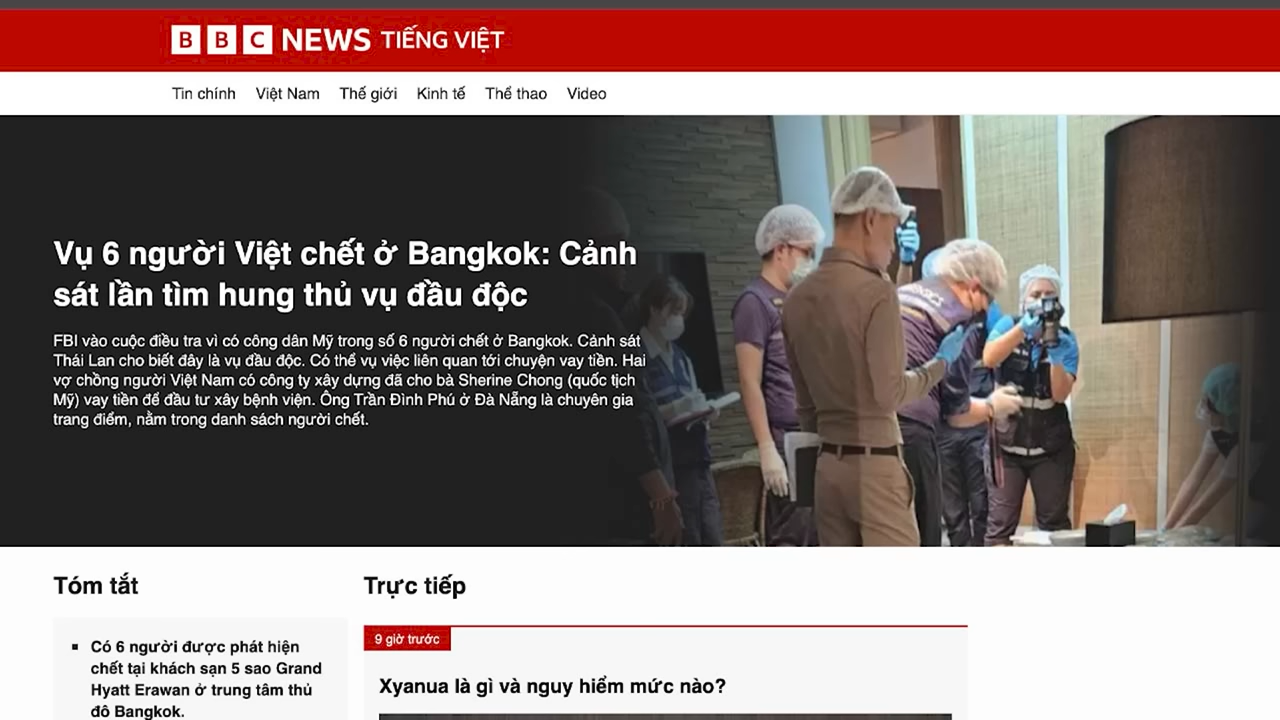 BBC NEWS TIẾNG VIỆT
Tin chính Việt Nam Thế giới Kinh tế Thể thao Video
Vụ 6 người Việt chết ở Bangkok: Cảnh
sát lần tìm hung thủ vụ đầu độc
FBI vào cuộc điều tra vì có công dân Mỹ trong số 6 người chết ở Bangkok. Cảnh sát
Thái Lan cho biết đây là vụ đầu độc. Có thể vụ việc liên quan tới chuyện vay tiền. Hai
vợ chồng người Việt Nam có công ty xây dựng đã cho bà Sherine Chong (quốc tịch
Mỹ) vay tiền để đầu tư xây bệnh viện. Ông Trần Đình Phú ở Đà Nẵng là chuyên gia
trang điểm, nằm trong danh sách người chết.
Tóm tắt
Có 6 người được phát hiện
chết tại khách sạn 5 sao Grand
Hyatt Erawan ở trung tâm thủ
đô Bangkok.
Trực tiếp
9 giờ trước
Xyanua là gì và nguy hiểm mức nào?